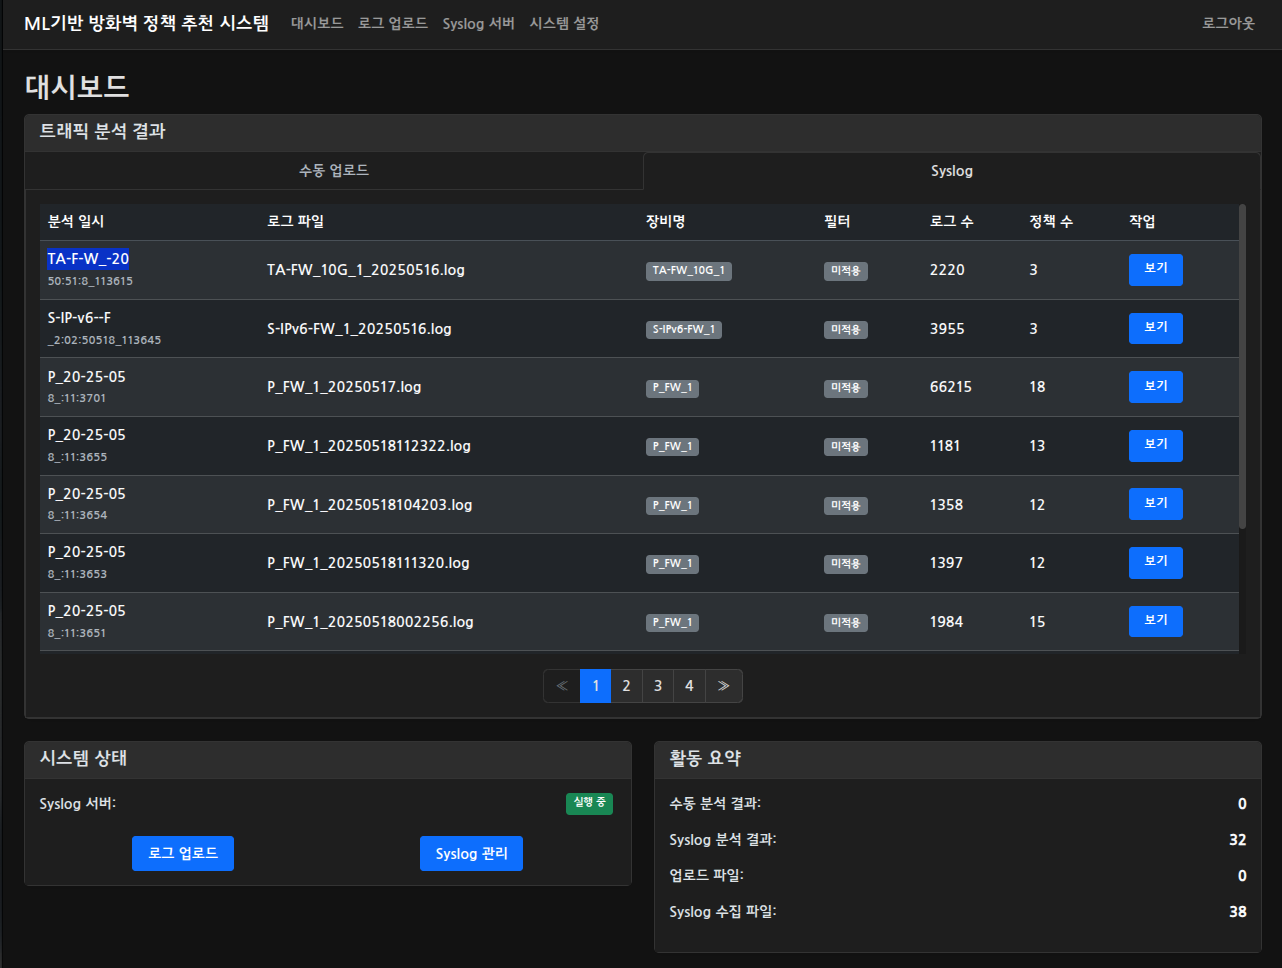 ML기반 방화벽 정책 추천 시스템 대시보드 로그 업로드 Syslog 서버 시스템 설정 로그아웃
대시보드
트래픽 분석 결과
수동 업로드 Syslog
분석 일시 로그 파일 장비명 필터 로그 수 정책 수 작업
TA-F-W_-20
50:51:8_113615
TA-FW_10G_1_20250516.log TA-FW_10G_1 미적용 2220 3 보기
S-IP-v6--F
_2:02:50518_113645
S-IPv6-FW_1_20250516.log S-IPv6-FW_1 미적용 3955 3 보기
P_20-25-05
8_:11:3701
P_FW_1_20250517.log P_FW_1 미적용 66215 18 보기
P_20-25-05
8_:11:3655
P_FW_1_20250518112322.log P_FW_1 미적용 1181 13 보기
P_20-25-05
8_:11:3654
P_FW_1_20250518104203.log P_FW_1 미적용 1358 12 보기
P_20-25-05
8_:11:3653
P_FW_1_20250518111320.log P_FW_1 미적용 1397 12 보기
P_20-25-05
8_:11:3651
P_FW_1_20250518002256.log P_FW_1 미적용 1984 15 보기
≪ 1 2 3 4 ≫
시스템 상태
Syslog 서버: 실행 중
로그 업로드 Syslog 관리
활동 요약
수동 분석 결과: 0
Syslog 분석 결과: 32
업로드 파일: 0
Syslog 수집 파일: 38